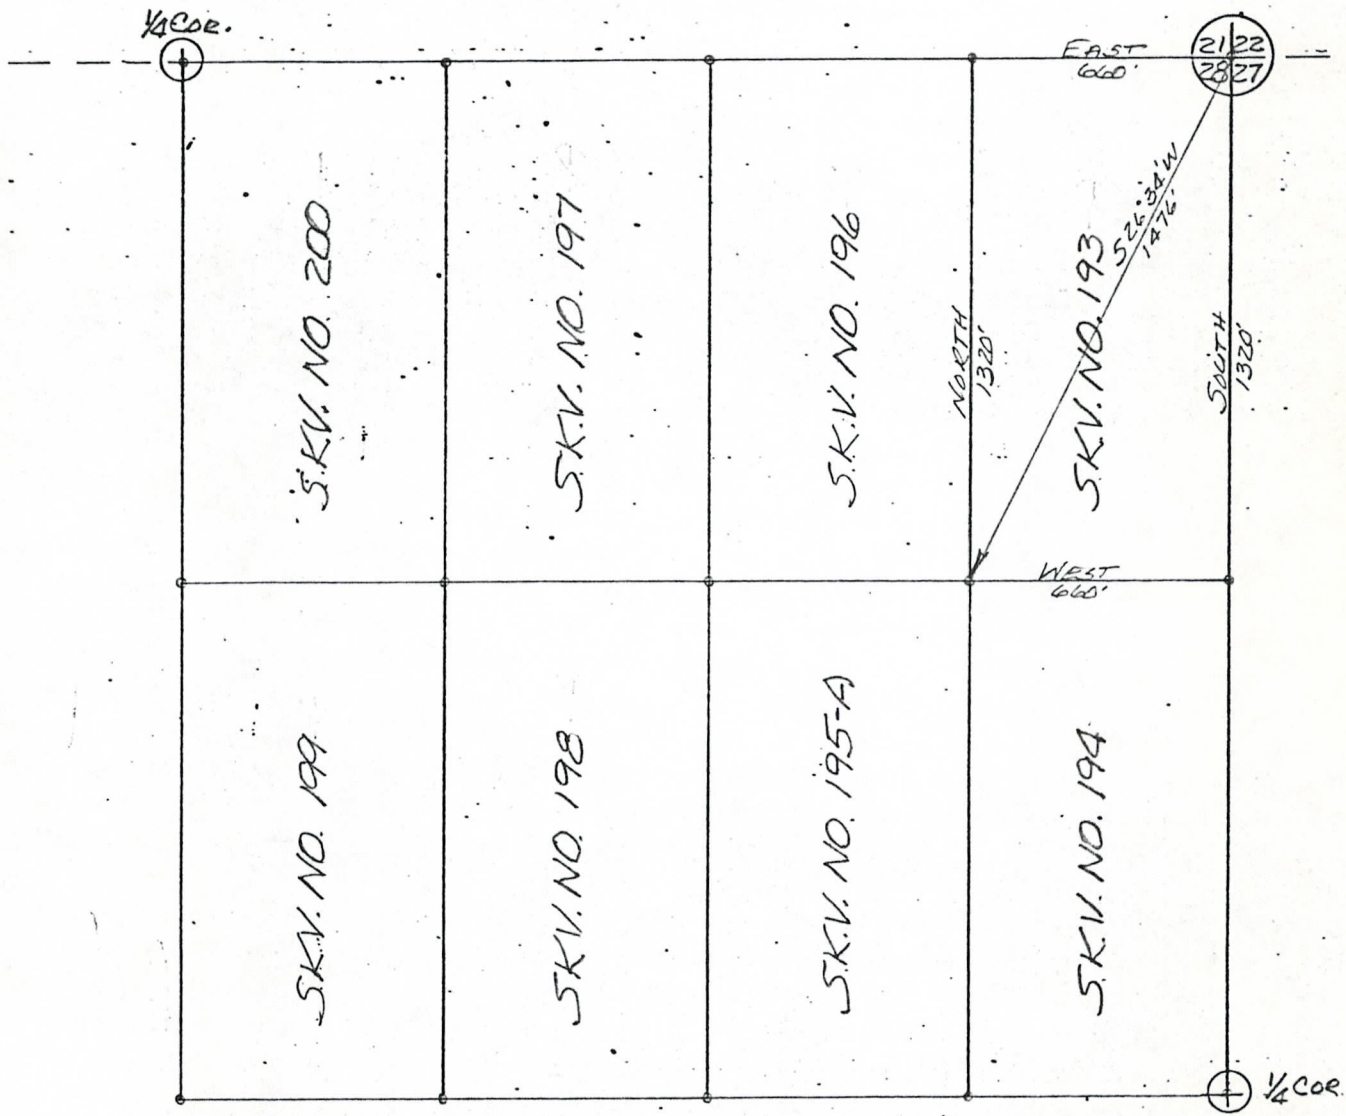 1/4 COR.
EAST
660'
21 22
28 27
S.K.V. NO. 200
S.K.V. NO. 197
S.K.V. NO. 196
NORTH
1320'
S.K.V. NO. 193
S 26° 34' W
1476'
SOUTH
1320'
WEST
660'
S.K.V. NO. 199
S.K.V. NO. 198
S.K.V. NO. 195-A
S.K.V. NO. 194
1/4 COR